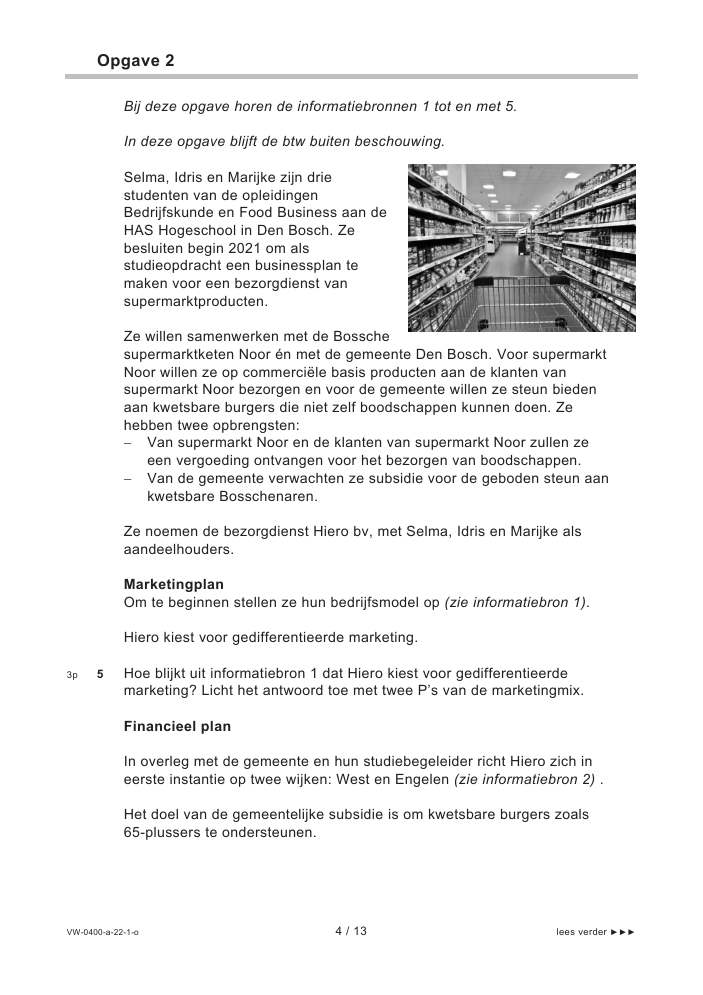 Opgave 2
Bij deze opgave horen de informatiebronnen 1 tot en met 5.
In deze opgave blijft de btw buiten beschouwing.
Selma, Idris en Marijke zijn drie
studenten van de opleidingen
Bedrijfskunde en Food Business aan de
HAS Hogeschool in Den Bosch. Ze
besluiten begin 2021 om als
studieopdracht een businessplan te
maken voor een bezorgdienst van
supermarktproducten.
Ze willen samenwerken met de Bossche
supermarktketen Noor én met de gemeente Den Bosch. Voor supermarkt
Noor willen ze op commerciële basis producten aan de klanten van
supermarkt Noor bezorgen en voor de gemeente willen ze steun bieden
aan kwetsbare burgers die niet zelf boodschappen kunnen doen. Ze
hebben twee opbrengsten:
– Van supermarkt Noor en de klanten van supermarkt Noor zullen ze
een vergoeding ontvangen voor het bezorgen van boodschappen.
– Van de gemeente verwachten ze subsidie voor de geboden steun aan
kwetsbare Bosschenaren.
Ze noemen de bezorgdienst Hiero bv, met Selma, Idris en Marijke als
aandeelhouders.
Marketingplan
Om te beginnen stellen ze hun bedrijfsmodel op (zie informatiebron 1).
Hiero kiest voor gedifferentieerde marketing.
3p 5 Hoe blijkt uit informatiebron 1 dat Hiero kiest voor gedifferentieerde
marketing? Licht het antwoord toe met twee P's van de marketingmix.
Financieel plan
In overleg met de gemeente en hun studiebegeleider richt Hiero zich in
eerste instantie op twee wijken: West en Engelen (zie informatiebron 2) .
Het doel van de gemeentelijke subsidie is om kwetsbare burgers zoals
65-plussers te ondersteunen.
VW-0400-a-22-1-o 4 / 13 lees verder ►►►